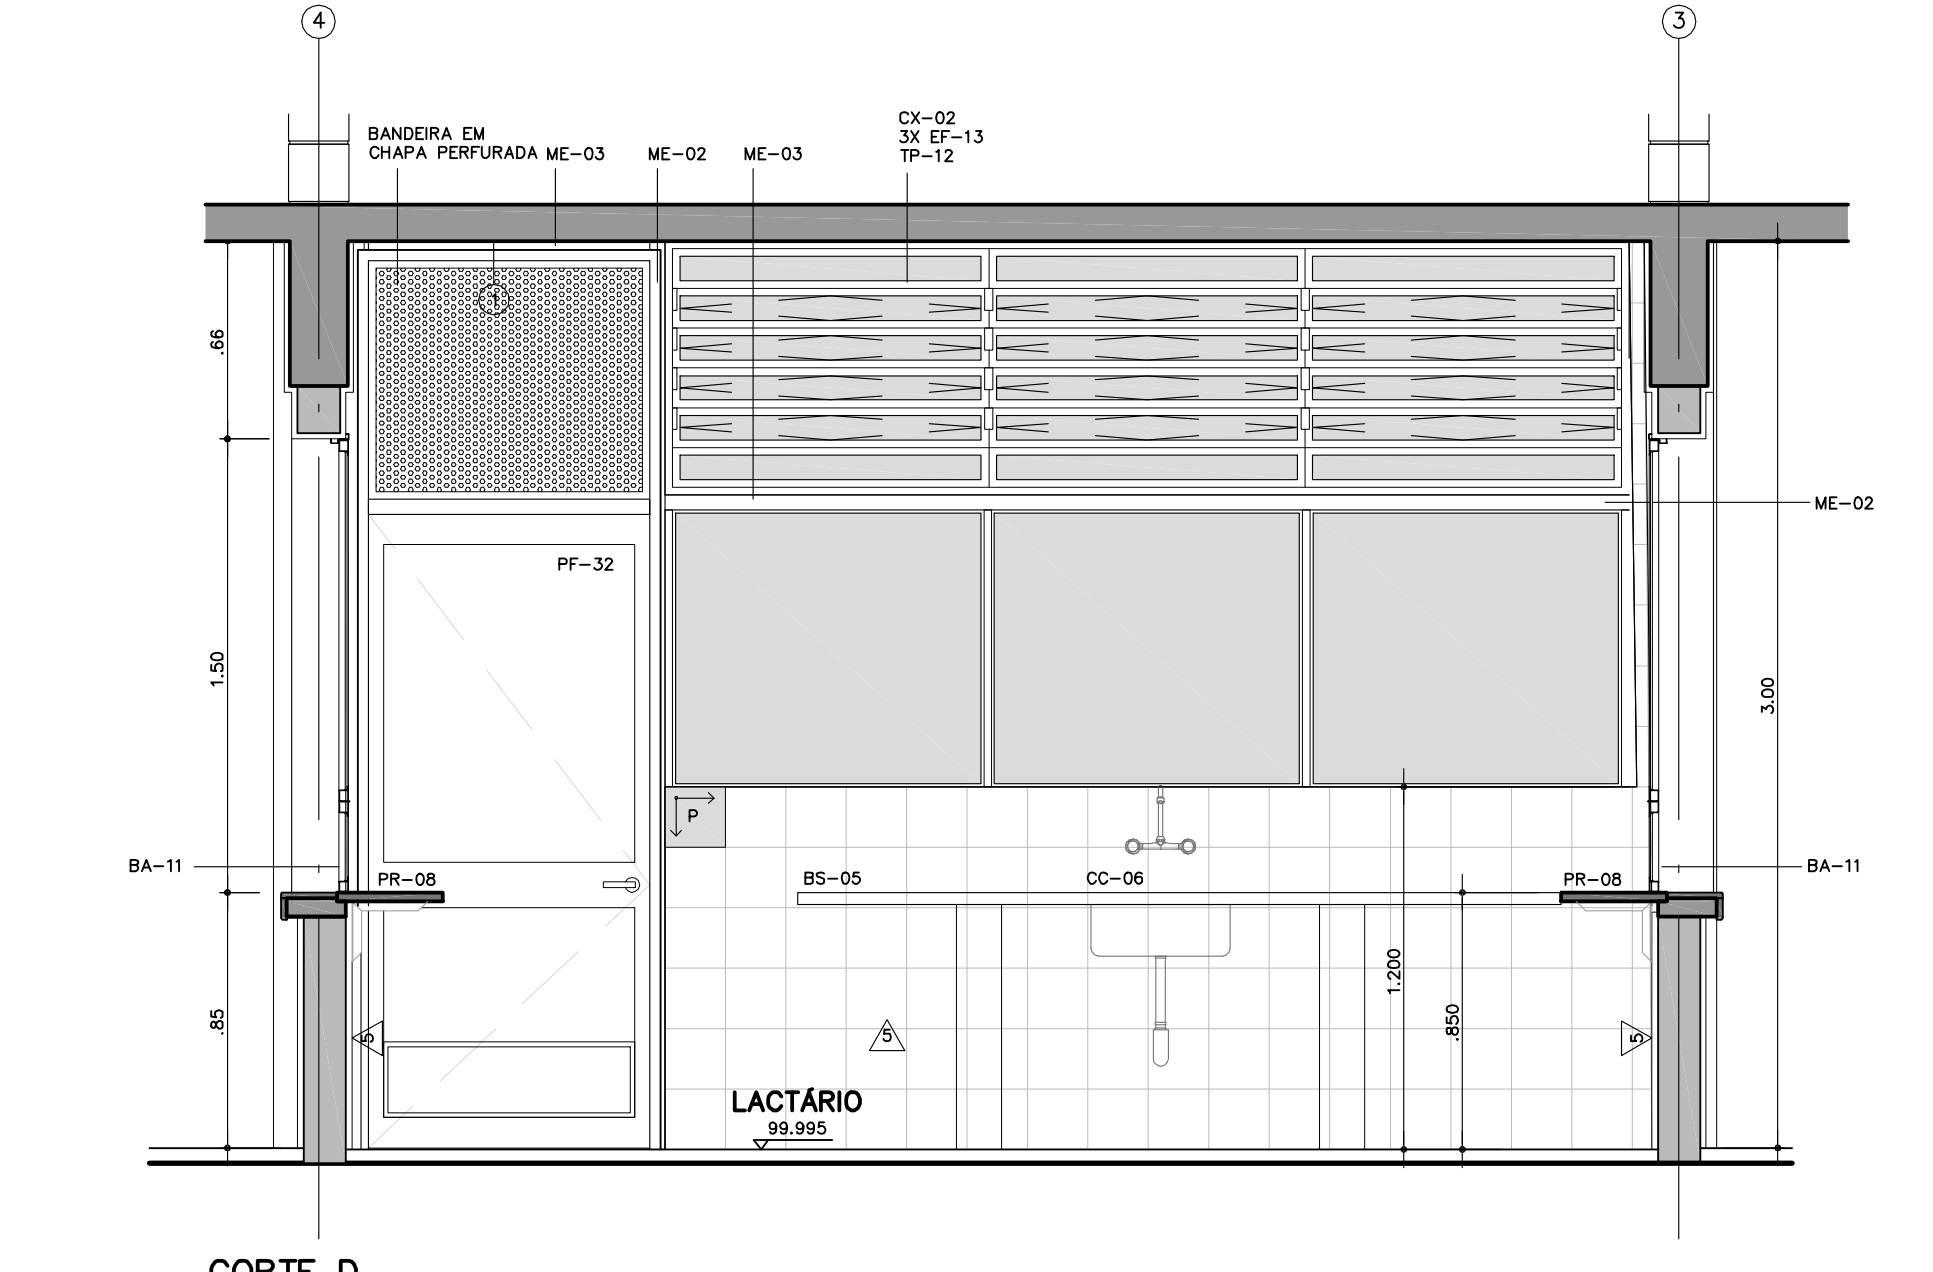 4
3
CX-02
3X EF-13
TP-12
BANDEIRA EM
CHAPA PERFURADA
ME-03
ME-02
ME-03
1
.66
ME-02
PF-32
1.50
3.00
P
BA-11
BA-11
PR-08
BS-05
CC-06
PR-08
1.200
.850
.85
5
5
5
LACTÁRIO
99.995
CORTE D